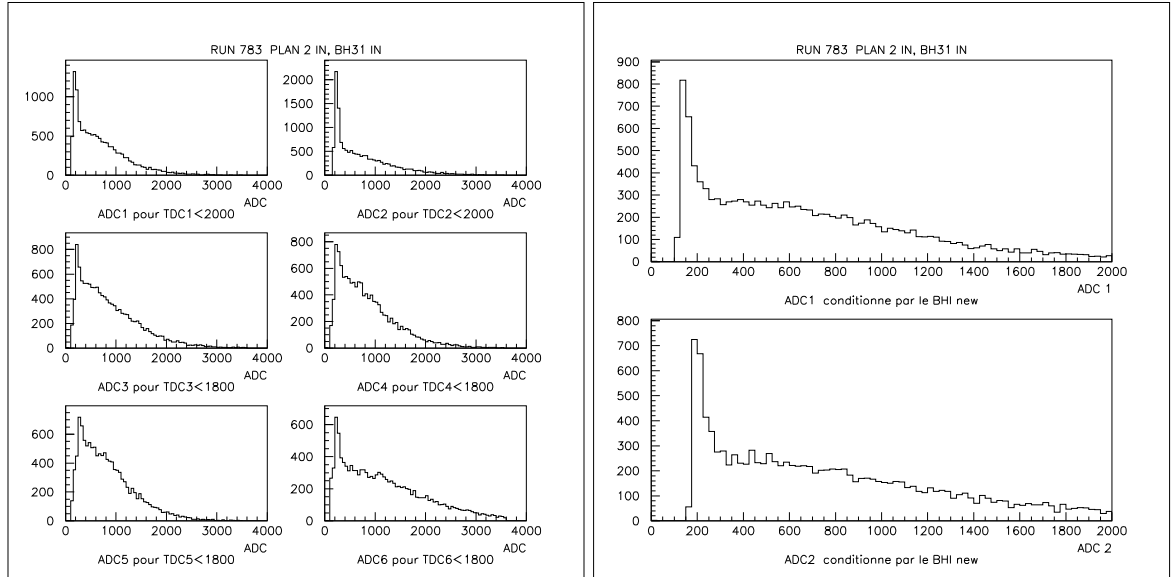 RUN 783 PLAN 2 IN, BH31 IN
1000
500
0
0 1000 2000 3000 4000
ADC
ADC1 pour TDC1<2000
2000
1500
1000
500
0
0 1000 2000 3000 4000
ADC
ADC2 pour TDC2<2000
800
600
400
200
0
0 1000 2000 3000 4000
ADC
ADC3 pour TDC3<1800
800
600
400
200
0
0 1000 2000 3000 4000
ADC
ADC4 pour TDC4<1800
600
400
200
0
0 1000 2000 3000 4000
ADC
ADC5 pour TDC5<1800
600
400
200
0
0 1000 2000 3000 4000
ADC
ADC6 pour TDC6<1800
RUN 783 PLAN 2 IN, BH31 IN
900
800
700
600
500
400
300
200
100
0
0 200 400 600 800 1000 1200 1400 1600 1800 2000
ADC 1
ADC1 conditionne par le BHI new
800
700
600
500
400
300
200
100
0
0 200 400 600 800 1000 1200 1400 1600 1800 2000
ADC 2
ADC2 conditionne par le BHI new